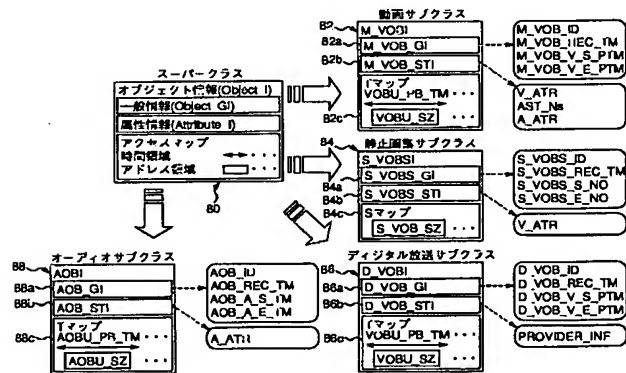 動画サブクラス
82
M_VOBI
82a
M_VOB_GI
82b
M_VOB_STI
Tマップ
VOBU_PB_TM ・・・
82c
VOBU_SZ ・・・
M_VOB_ID
M_VOB_REC_TM
M_VOB_V_S_PTM
M_VOB_V_E_PTM
V_ATR
AST_Ns
A_ATR
スーパークラス
オブジェクト情報(Object I)
一般情報(Object GI)
属性情報(Attribute I)
アクセスマップ
時間領域 ・・・
アドレス領域 ・・・
80
静止画集サブクラス
84
S_VOBSI
S_VOBS_GI
84a
S_VOBS_STI
84b
84c
Sマップ
S_VOB_SZ ・・・
S_VOBS_ID
S_VOBS_REC_TM
S_VOBS_S_NO
S_VOBS_E_NO
V_ATR
オーディオサブクラス
88
AOBI
88a
AOB_GI
88b
AOB_STI
Tマップ
88c
AOBU_PB_TM ・・・
AOBU_SZ ・・・
AOB_ID
AOB_REC_TM
AOB_A_S_TM
AOB_A_E_TM
A_ATR
ディジタル放送サブクラス
86
D_VOBI
86a
D_VOB_GI
86b
D_VOB_STI
Tマップ
VOBU_PB_TM ・・・
86c
VOBU_SZ ・・・
D_VOB_ID
D_VOB_REC_TM
D_VOB_V_S_PTM
D_VOB_V_E_PTM
PROVIDER_INF